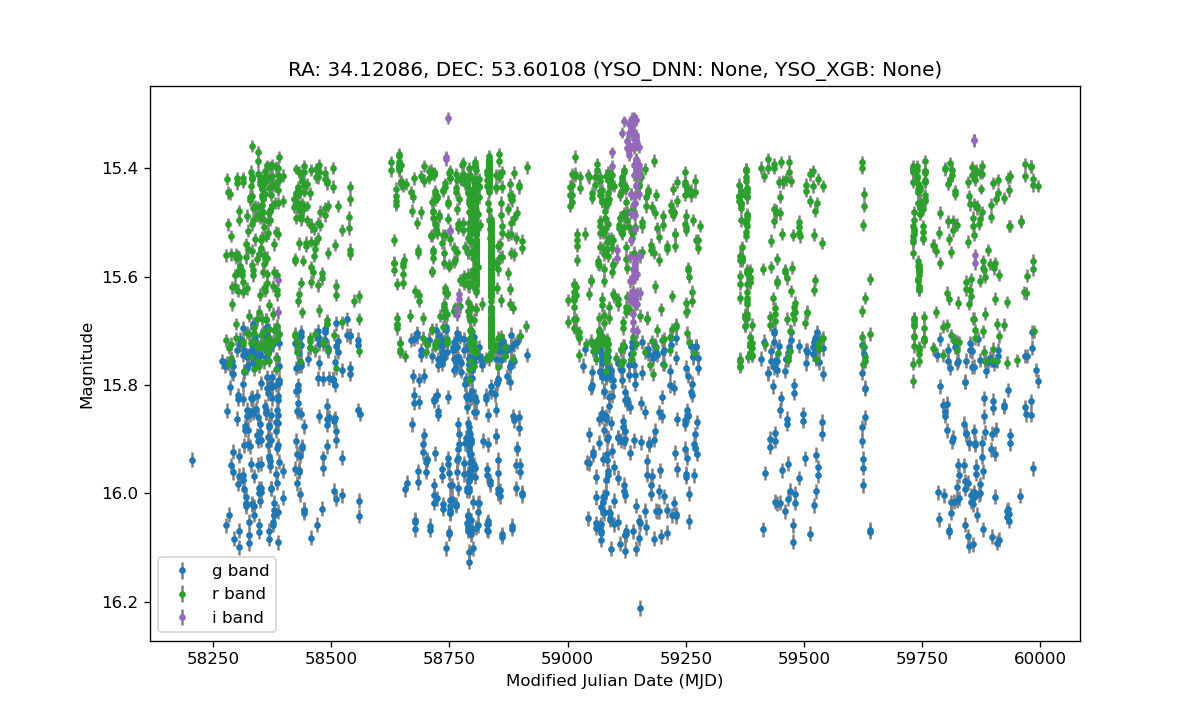 RA: 34.12086, DEC: 53.60108 (YSO_DNN: None, YSO_XGB: None)
Magnitude
15.4
15.6
15.8
16.0
16.2
g band
r band
i band
58250 58500 58750 59000 59250 59500 59750 60000
Modified Julian Date (MJD)